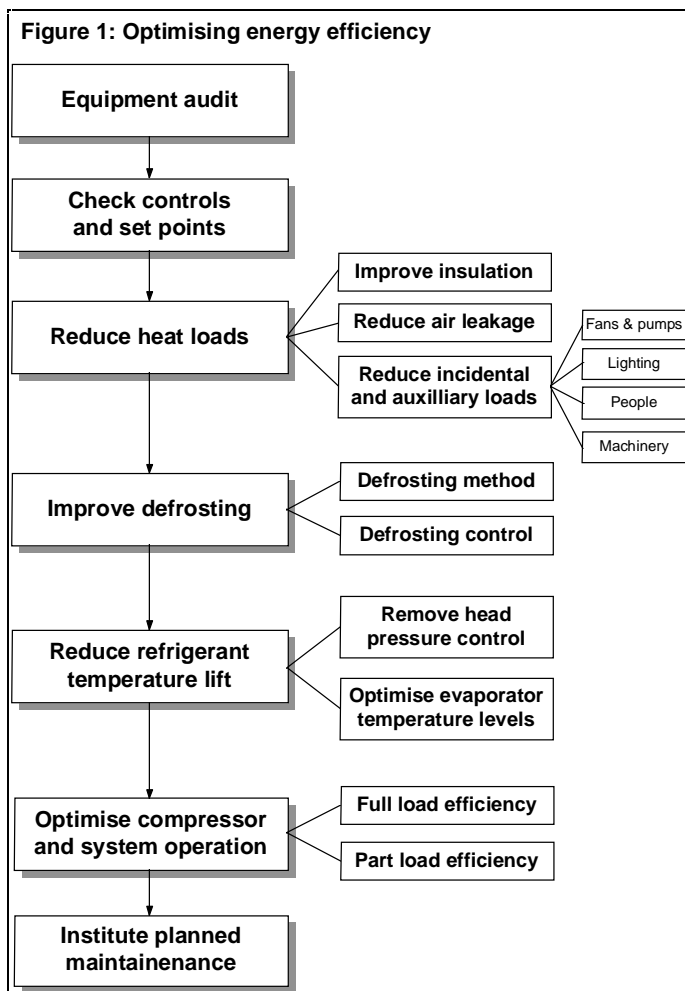 Figure 1: Optimising energy efficiency
Equipment audit
Check controls
and set points
Reduce heat loads
Improve insulation
Reduce air leakage
Reduce incidental
and auxilliary loads
Fans & pumps
Lighting
People
Machinery
Improve defrosting
Defrosting method
Defrosting control
Reduce refrigerant
temperature lift
Remove head
pressure control
Optimise evaporator
temperature levels
Optimise compressor
and system operation
Full load efficiency
Part load efficiency
Institute planned
maintainenance